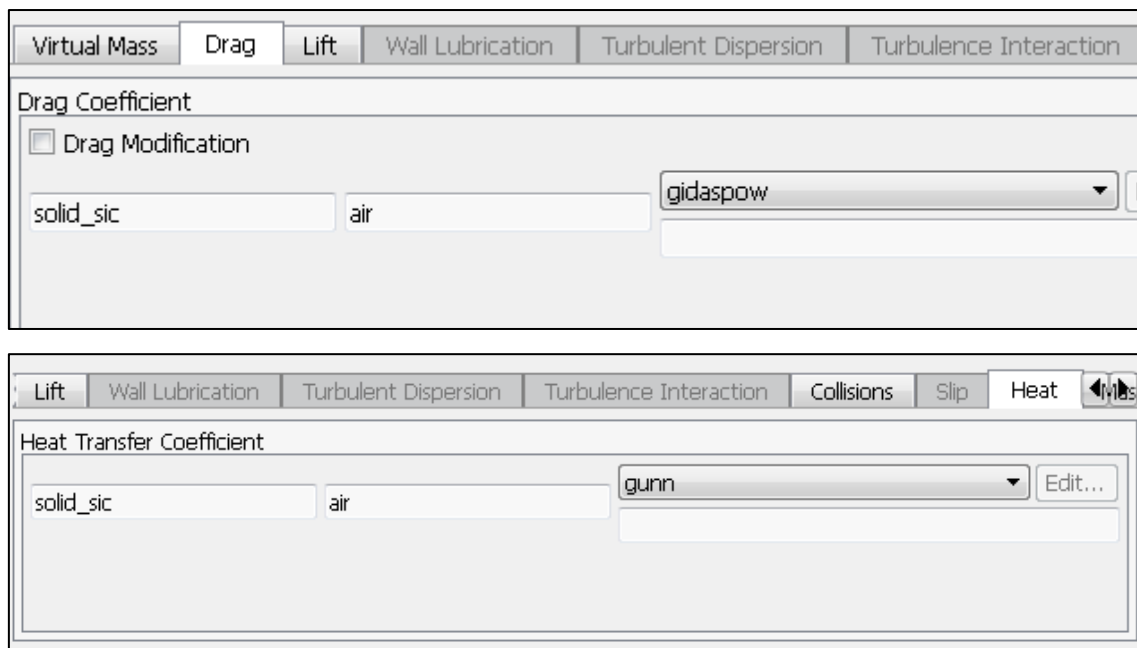 Virtual Mass Drag Lift Wall Lubrication Turbulent Dispersion Turbulence Interaction
Drag Coefficient
Drag Modification
solid_sic air gidaspow
Lift Wall Lubrication Turbulent Dispersion Turbulence Interaction Collisions Slip Heat
Heat Transfer Coefficient
solid_sic air gunn Edit...